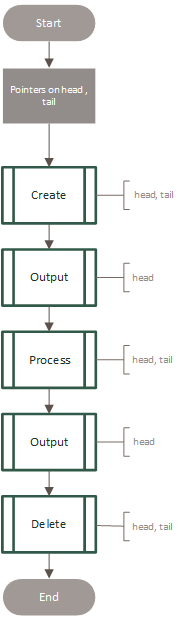 Start
Pointers on head ,
tail
Create
head, tail
Output
head
Process
head, tail
Output
head
Delete
head, tail
End